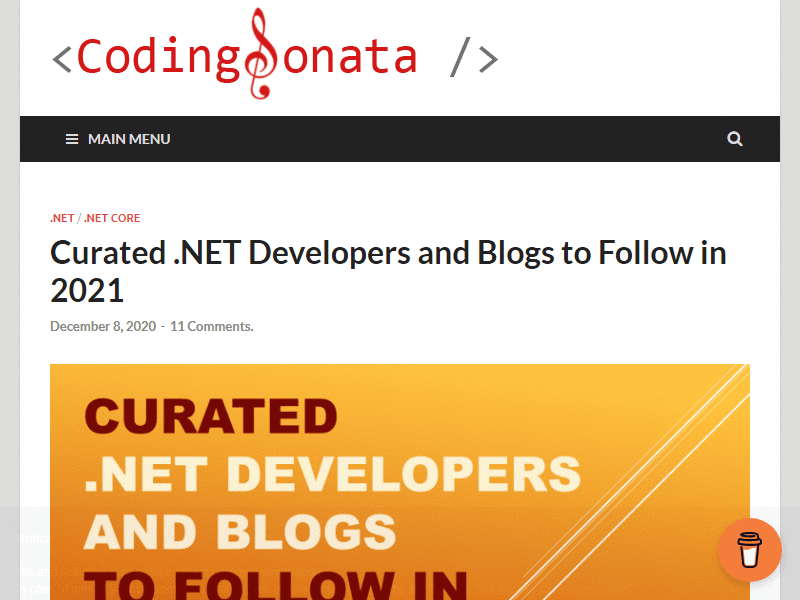 <CodingSonata />
MAIN MENU
.NET / .NET CORE
Curated .NET Developers and Blogs to Follow in
2021
December 8, 2020 - 11 Comments.
CURATED
.NET DEVELOPERS
AND BLOGS
TO FOLLOW IN
Notice